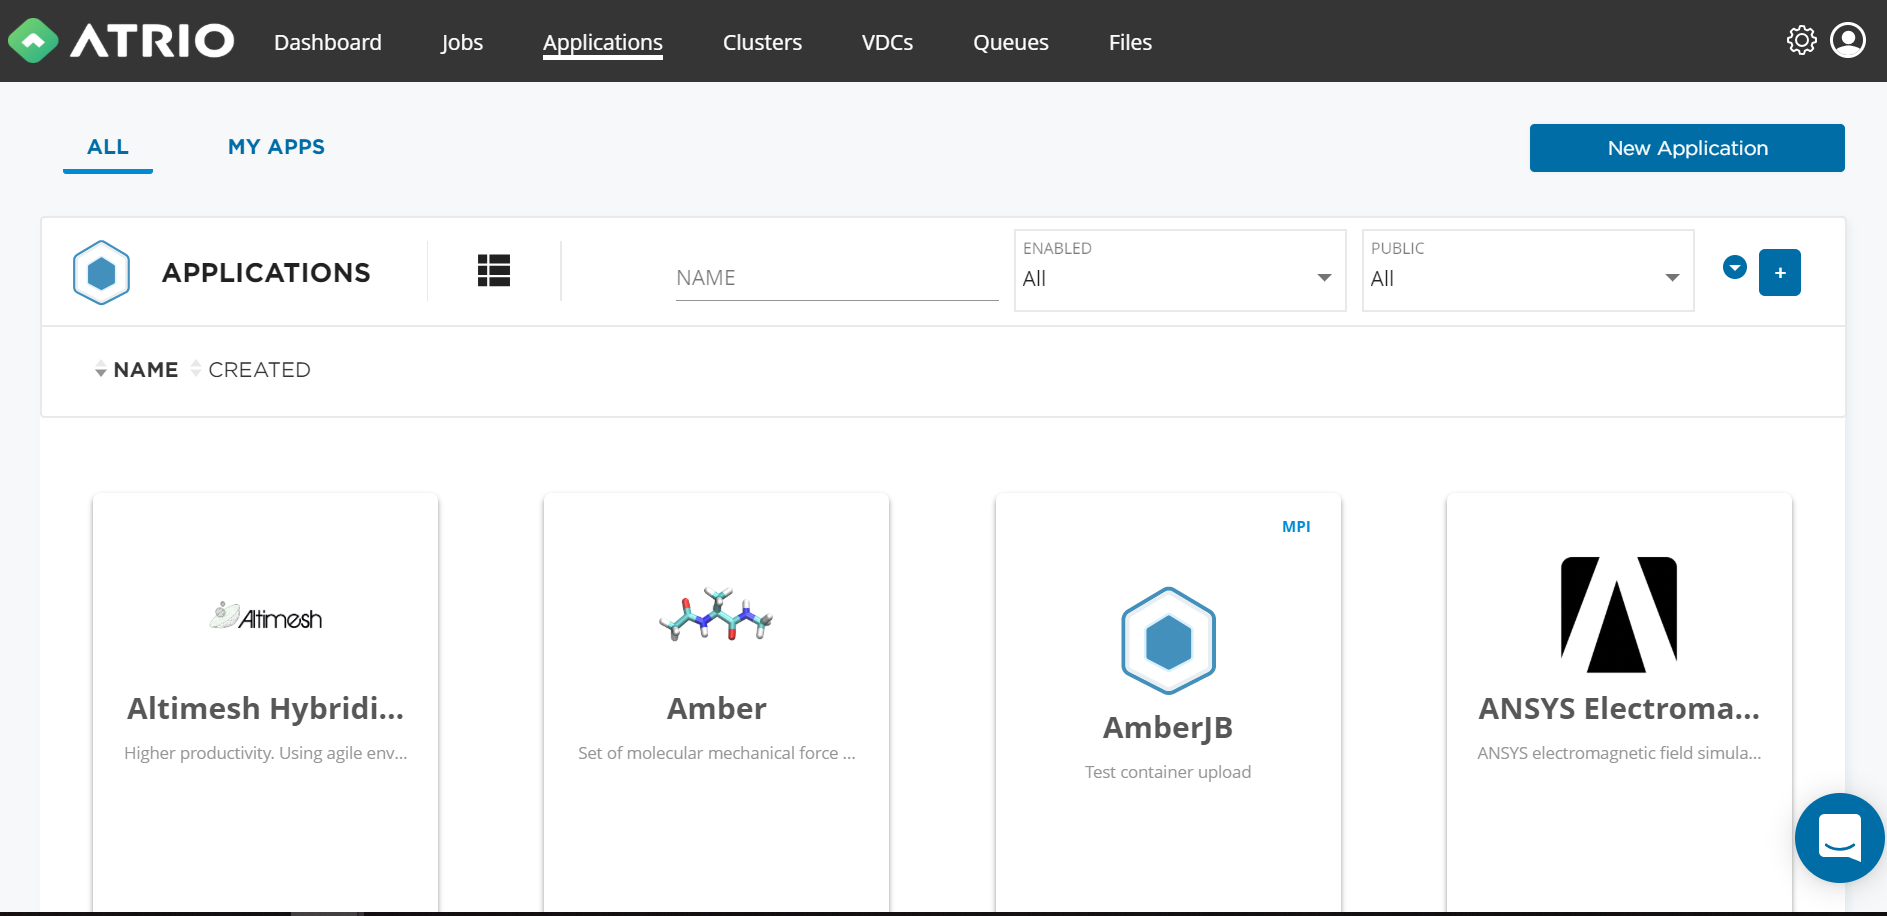 ATRIO Dashboard Jobs Applications Clusters VDCs Queues Files
ALL MY APPS New Application
APPLICATIONS NAME ENABLED All PUBLIC All +
NAME CREATED
MPI
Altimesh
Altimesh Hybridi...
Higher productivity. Using agile env...
Amber
Set of molecular mechanical force ...
AmberJB
Test container upload
ANSYS Electroma...
ANSYS electromagnetic field simula...